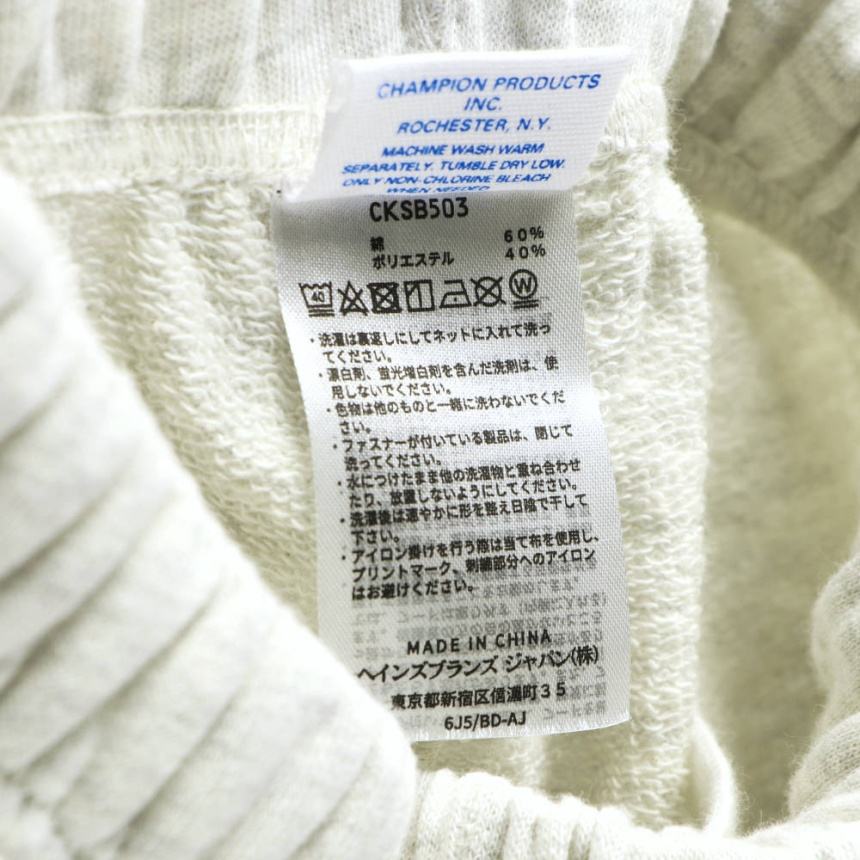 CHAMPION PRODUCTS
INC.
ROCHESTER, N.Y.
MACHINE WASH WARM
SEPARATELY. TUMBLE DRY LOW.
ONLY NON-CHLORINE BLEACH
WHEN NEEDED
CKSB503
綿 60%
ポリエステル 40%
40 W
・洗濯は裏返しにしてネットに入れて洗っ
てください。
・漂白剤、蛍光増白剤を含んだ洗剤は、使
用しないでください。
・色物は他のものと一緒に洗わないでくだ
さい。
・ファスナーが付いている製品は、閉じて
洗ってください。
・水につけたまま他の洗濯物と重ね合わせ
たり、放置しないようにしてください。
・洗濯後は速やかに形を整え日陰で干して
下さい。
・アイロン掛けを行う際は当て布を使用し、
プリントマーク、刺繍部分へのアイロン
はお避けください。
MADE IN CHINA
ヘインズブランズ ジャパン(株)
東京都新宿区信濃町35
6J5/BD-AJ